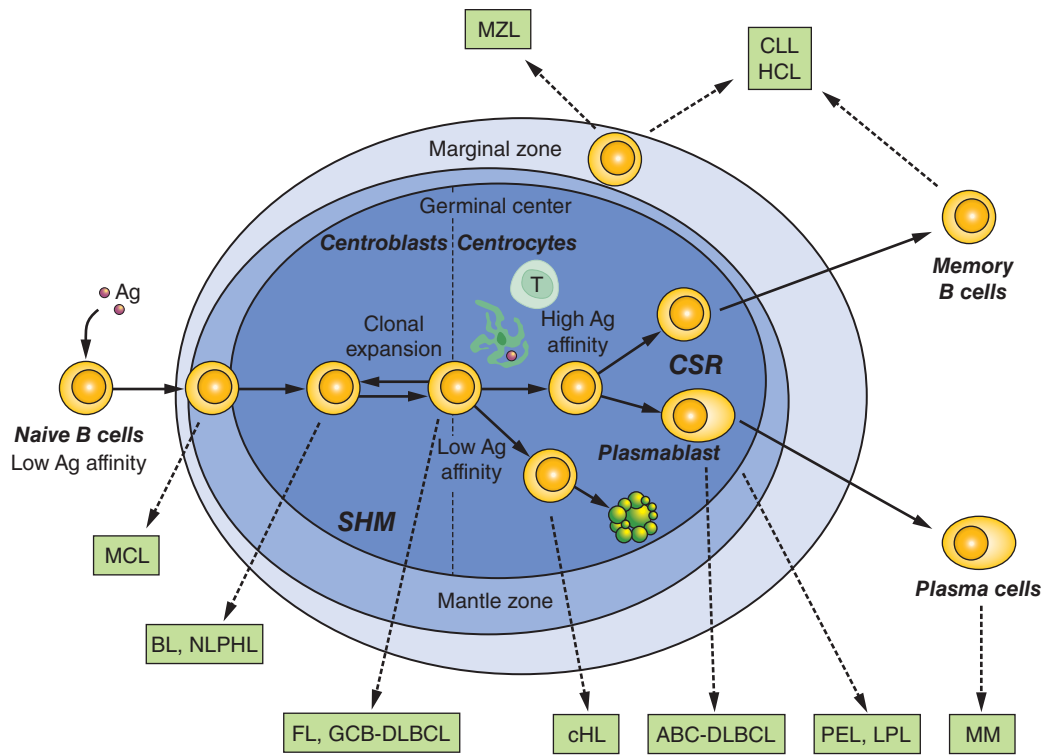 MZL
CLL
HCL
Marginal zone
Germinal center
Centroblasts
Centrocytes
T
Ag
Clonal
expansion
High Ag
affinity
CSR
Memory
B cells
Naive B cells
Low Ag affinity
Low Ag
affinity
Plasmablast
SHM
MCL
Mantle zone
Plasma cells
BL, NLPHL
FL, GCB-DLBCL
cHL
ABC-DLBCL
PEL, LPL
MM